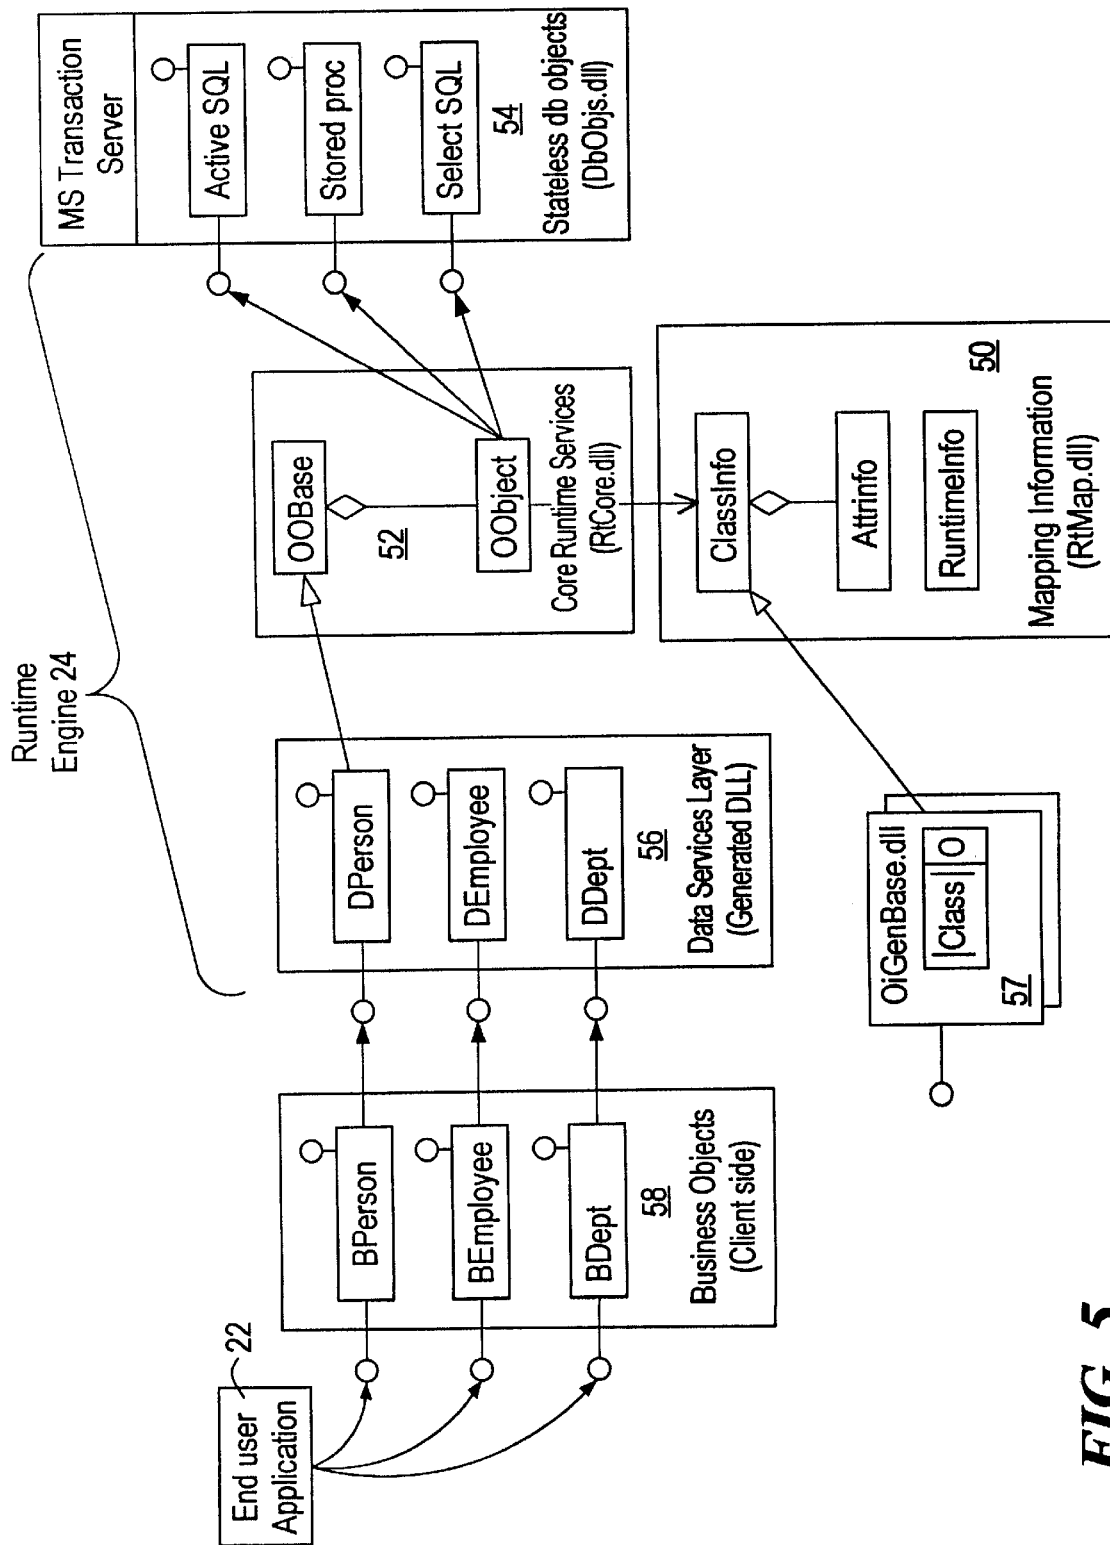 Runtime
Engine 24
MS Transaction
Server
Active SQL
Stored proc
Select SQL
54
Stateless db objects
(DbObjs.dll)
OOBase
52
OObject
Core Runtime Services
(RtCore.dll)
ClassInfo
Attrinfo
RuntimeInfo
50
Mapping Information
(RtMap.dll)
DPerson
DEmployee
DDept
56
Data Services Layer
(Generated DLL)
OiGenBase.dll
|Class| O
57
BPerson
BEmployee
BDept
58
Business Objects
(Client side)
22
End user
Application
FIG. 5